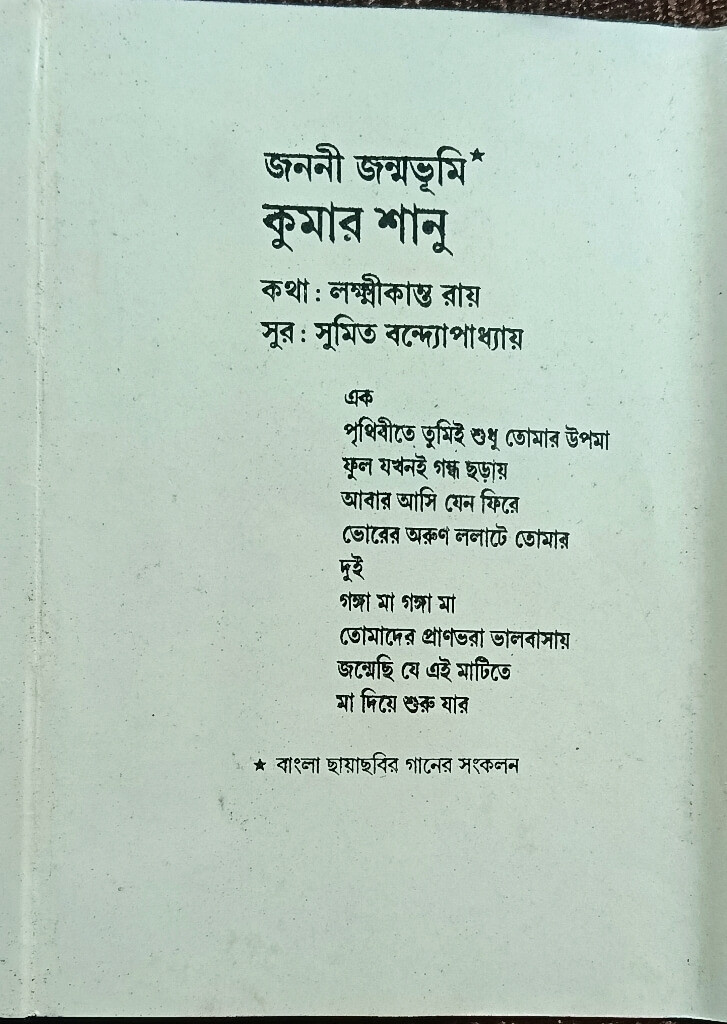 জননী জন্মভূমি★
কুমার শানু
কথা : লক্ষ্মীকান্ত রায়
সুর : সুমিত বন্দ্যোপাধ্যায়
এক
পৃথিবীতে তুমিই শুধু তোমার উপমা
ফুল যখনই গন্ধ ছড়ায়
আবার আসি যেন ফিরে
ভোরের অরুণ ললাটে তোমার
দুই
গঙ্গা মা গঙ্গা মা
তোমাদের প্রাণভরা ভালবাসায়
জন্মেছি যে এই মাটিতে
মা দিয়ে শুরু যার
★ বাংলা ছায়াছবির গানের সংকলন